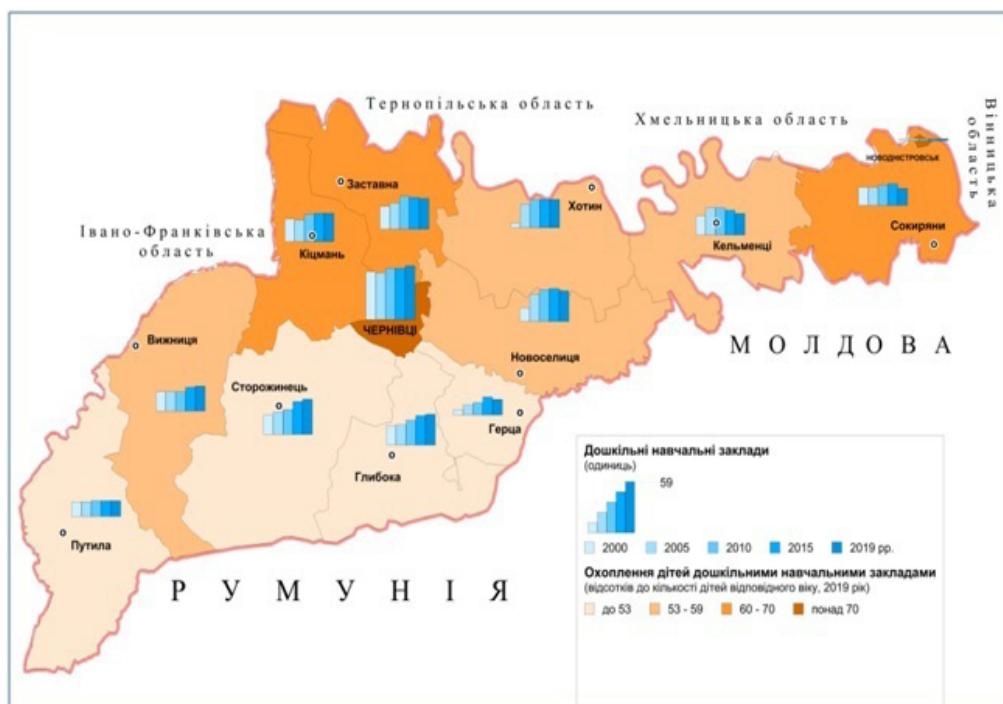 Тернопільська область
Хмельницька область
Вінницька
область
НОВОДНІСТРОВСЬК
Заставна
Хотин
Івано-Франківська
область
Кіцмань
Кельменці
Сокиряни
ЧЕРНІВЦІ
МОЛДОВА
Вижниця
Новоселиця
Сторожинець
Герца
Глибока
Путила
РУМУНІЯ
Дошкільні навчальні заклади
(одиниць)
59
2000 2005 2010 2015 2019 рр.
Охоплення дітей дошкільними навчальними закладами
(відсотків до кількості дітей відповідного віку, 2019 рік)
до 53 53 - 59 60 - 70 понад 70